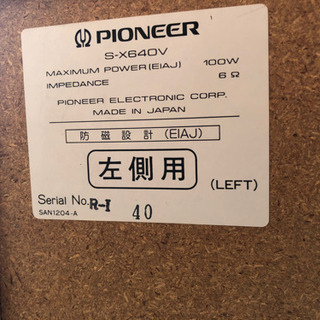 PIONEER
S-X640V
MAXIMUM POWER(EIAJ) 100W
IMPEDANCE 6Ω
PIONEER ELECTRONIC CORP.
MADE IN JAPAN
防磁設計(EIAJ)
左側用 (LEFT)
Serial No. R-I 40
SAN1204-A